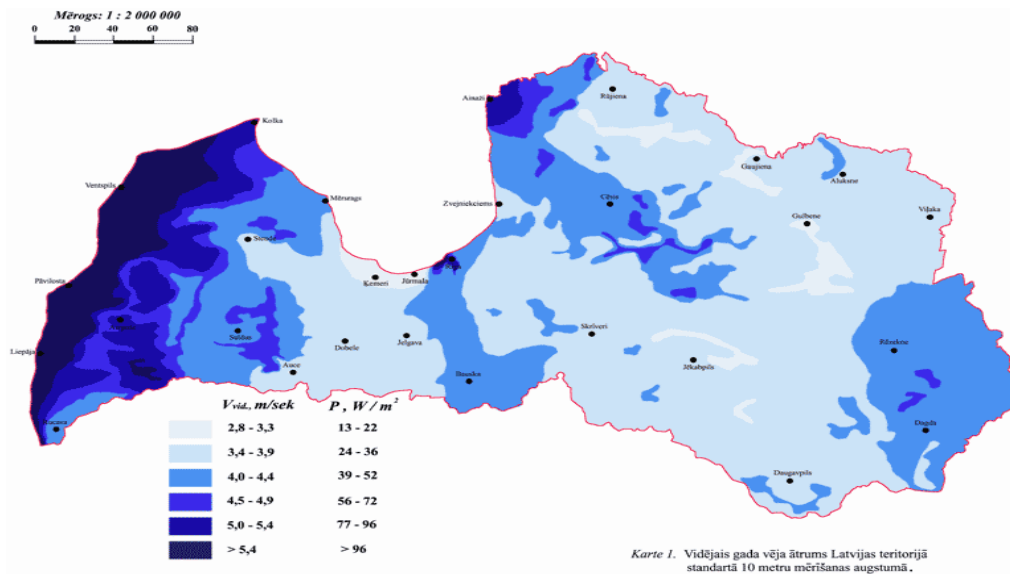 Mērogs: 1 : 2 000 000
0 20 40 60 80
Kolka
Ainaži
Rūjiena
Ventspils
Mērsrags
Zvejniekciems
Cēsis
Gaujiena
Alūksne
Gulbene
Viļaka
Stende
Rīga
Ķemeri
Jūrmala
Pāvilosta
Saldus
Liepāja
Dobele
Jelgava
Skrīveri
Rēzekne
Auce
Bauska
Jēkabpils
Rucava
Dagda
Daugavpils
V vid., m/sek P , W / m²
2,8 - 3,3 13 - 22
3,4 - 3,9 24 - 36
4,0 - 4,4 39 - 52
4,5 - 4,9 56 - 72
5,0 - 5,4 77 - 96
> 5,4 > 96
Karte 1. Vidējais gada vēja ātrums Latvijas teritorijā
standartā 10 metru mērīšanas augstumā.